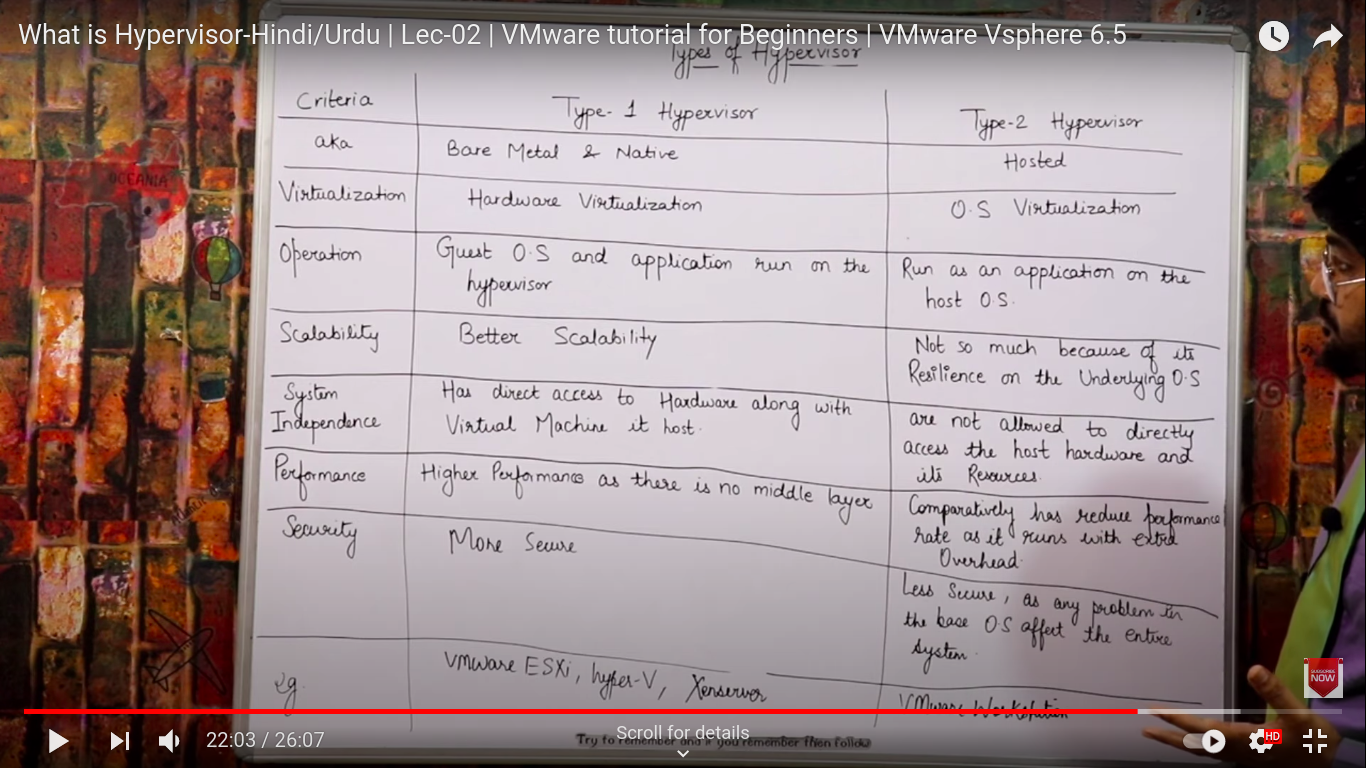 What is Hypervisor-Hindi/Urdu | Lec-02 | VMware tutorial for Beginners | VMware Vsphere 6.5
Types of Hypervisor
Criteria
Type-1 Hypervisor
Type-2 Hypervisor
aka
Bare Metal & Native
Hosted
Virtualization
Hardware Virtualization
O.S Virtualization
Operation
Guest O.S and application run on the
hypervisor
Run as an application on the
host O.S.
Scalability
Better Scalability
Not so much because of its
Resilience on the Underlying O.S
System
Independence
Has direct access to Hardware along with
Virtual Machine it host.
are not allowed to directly
access the host hardware and
its Resources.
Performance
Higher Performance as there is no middle layer
Comparatively has reduce performance
rate as it runs with extra
Overhead.
Security
More Secure
Less Secure, as any problem in
the base O.S affect the entire
System.
eg.
VMware ESXi, hyper-V, Xenserver
VMware Workstation
OCEANIA
SUBSCRIBE
NOW
22:03 / 26:07
Scroll for details
HD
Try to remember and if you remember then follow